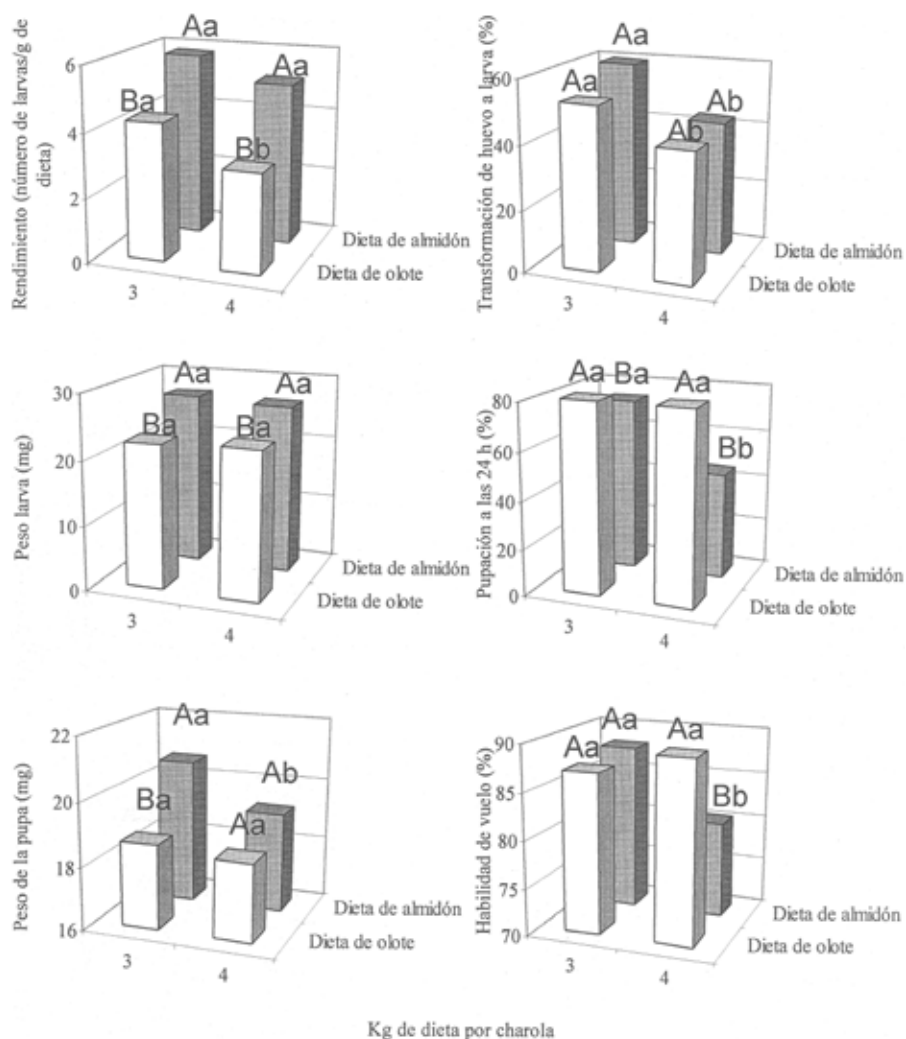 Rendimiento (número de larvas/g de
dieta)
6
4
2
0
Ba
Aa
Bb
Aa
3
4
Dieta de almidón
Dieta de olote
Transformación de huevo a larva (%)
60
40
20
0
Aa
Aa
Ab
Ab
3
4
Dieta de almidón
Dieta de olote
Peso larva (mg)
30
20
10
0
Ba
Aa
Ba
Aa
3
4
Dieta de almidón
Dieta de olote
Pupación a las 24 h (%)
80
60
40
20
0
Aa
Ba
Aa
Bb
3
4
Dieta de almidón
Dieta de olote
Peso de la pupa (mg)
22
20
18
16
Ba
Aa
Aa
Ab
3
4
Dieta de almidón
Dieta de olote
Habilidad de vuelo (%)
90
85
80
75
70
Aa
Aa
Aa
Bb
3
4
Dieta de almidón
Dieta de olote
Kg de dieta por charola